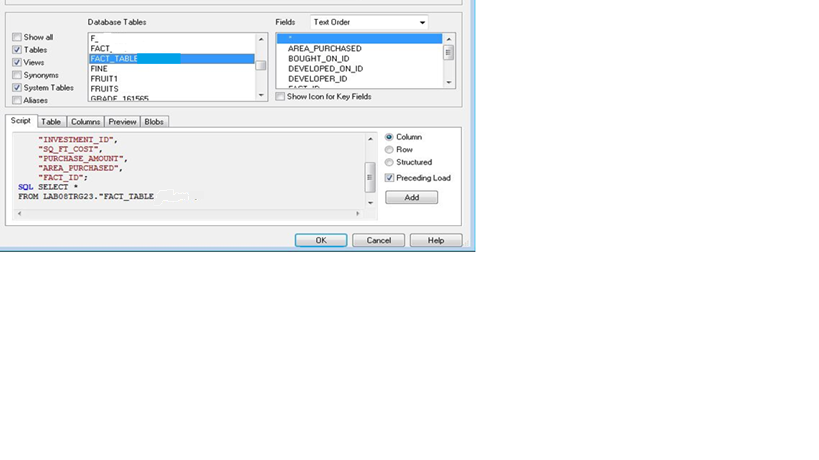 Database Tables
Fields Text Order
Show all
Tables
Views
Synonyms
System Tables
Aliases
F_
FACT_
FACT_TABLE
FINE
FRUIT1
FRUITS
GRADE_161565
*
AREA_PURCHASED
BOUGHT_ON_ID
DEVELOPED_ON_ID
DEVELOPER_ID
FACT_ID
Show Icon for Key Fields
Script Table Columns Preview Blobs
"INVESTMENT_ID",
"SQ_FT_COST",
"PURCHASE_AMOUNT",
"AREA_PURCHASED",
"FACT_ID";
SQL SELECT *
FROM LAB08TRG23."FACT_TABLE
Column
Row
Structured
Preceding Load
Add
OK Cancel Help